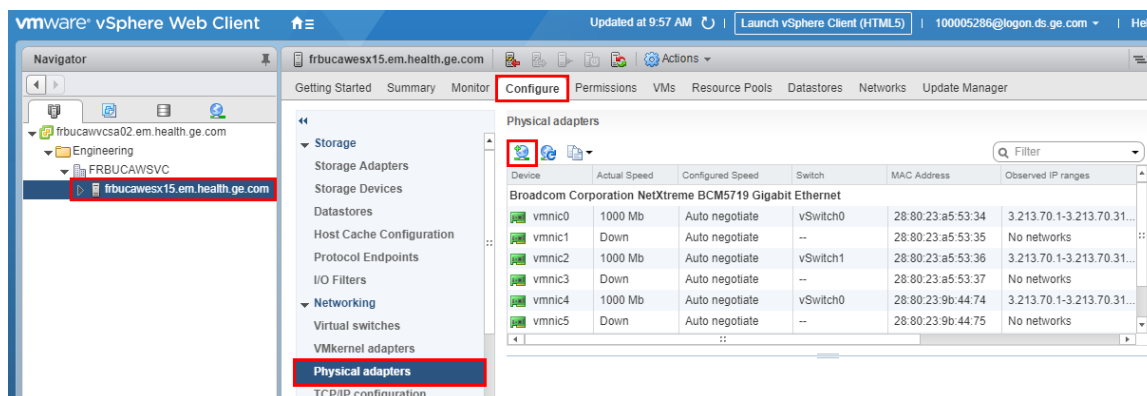 vmware® vSphere Web Client
Updated at 9:57 AM | Launch vSphere Client (HTML5) | 100005286@logon.ds.ge.com | Hel
Navigator
frbucawvcsa02.em.health.ge.com
Engineering
FRBUCAWSVC
frbucawesx15.em.health.ge.com
frbucawesx15.em.health.ge.com Actions
Getting Started Summary Monitor Configure Permissions VMs Resource Pools Datastores Networks Update Manager
Storage
Storage Adapters
Storage Devices
Datastores
Host Cache Configuration
Protocol Endpoints
I/O Filters
Networking
Virtual switches
VMkernel adapters
Physical adapters
TCP/IP configuration
Physical adapters
Filter
Device Actual Speed Configured Speed Switch MAC Address Observed IP ranges
Broadcom Corporation NetXtreme BCM5719 Gigabit Ethernet
vmnic0 1000 Mb Auto negotiate vSwitch0 28:80:23:a5:53:34 3.213.70.1-3.213.70.31...
vmnic1 Down Auto negotiate -- 28:80:23:a5:53:35 No networks
vmnic2 1000 Mb Auto negotiate vSwitch1 28:80:23:a5:53:36 3.213.70.1-3.213.70.31...
vmnic3 Down Auto negotiate -- 28:80:23:a5:53:37 No networks
vmnic4 1000 Mb Auto negotiate vSwitch0 28:80:23:9b:44:74 3.213.70.1-3.213.70.31...
vmnic5 Down Auto negotiate -- 28:80:23:9b:44:75 No networks